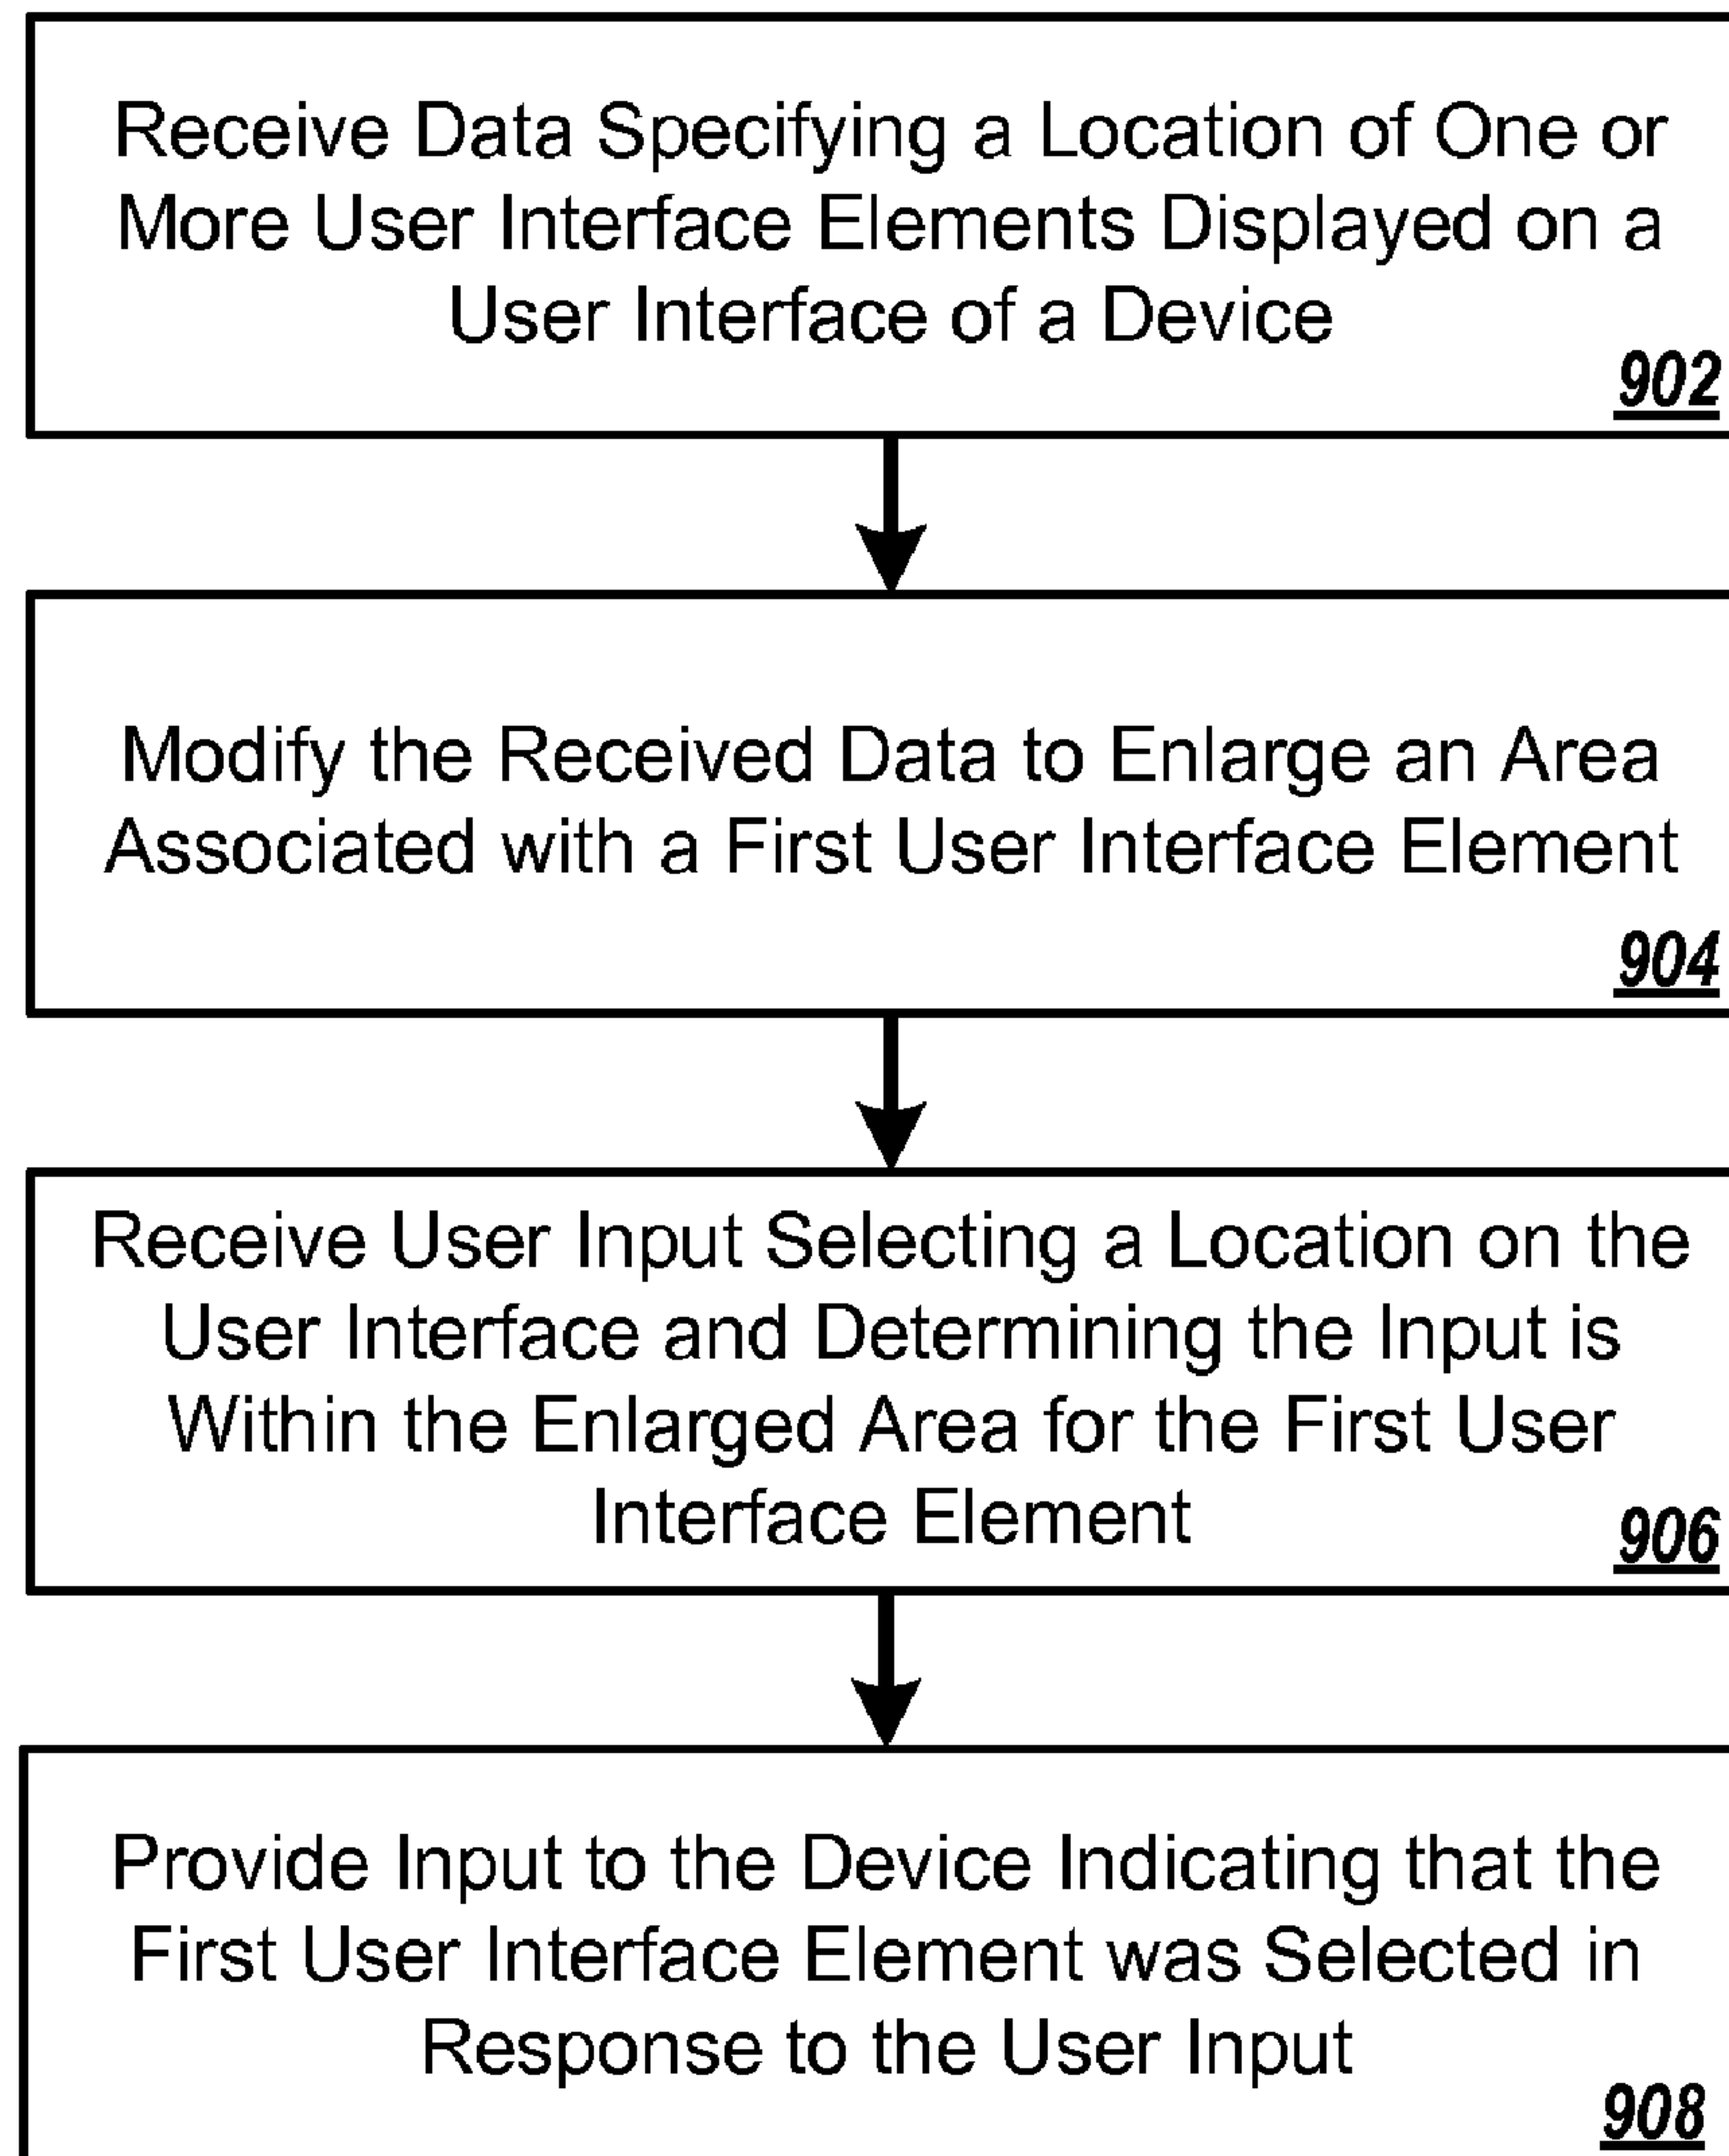 Receive Data Specifying a Location of One or
More User Interface Elements Displayed on a
User Interface of a Device
902
Modify the Received Data to Enlarge an Area
Associated with a First User Interface Element
904
Receive User Input Selecting a Location on the
User Interface and Determining the Input is
Within the Enlarged Area for the First User
Interface Element
906
Provide Input to the Device Indicating that the
First User Interface Element was Selected in
Response to the User Input
908